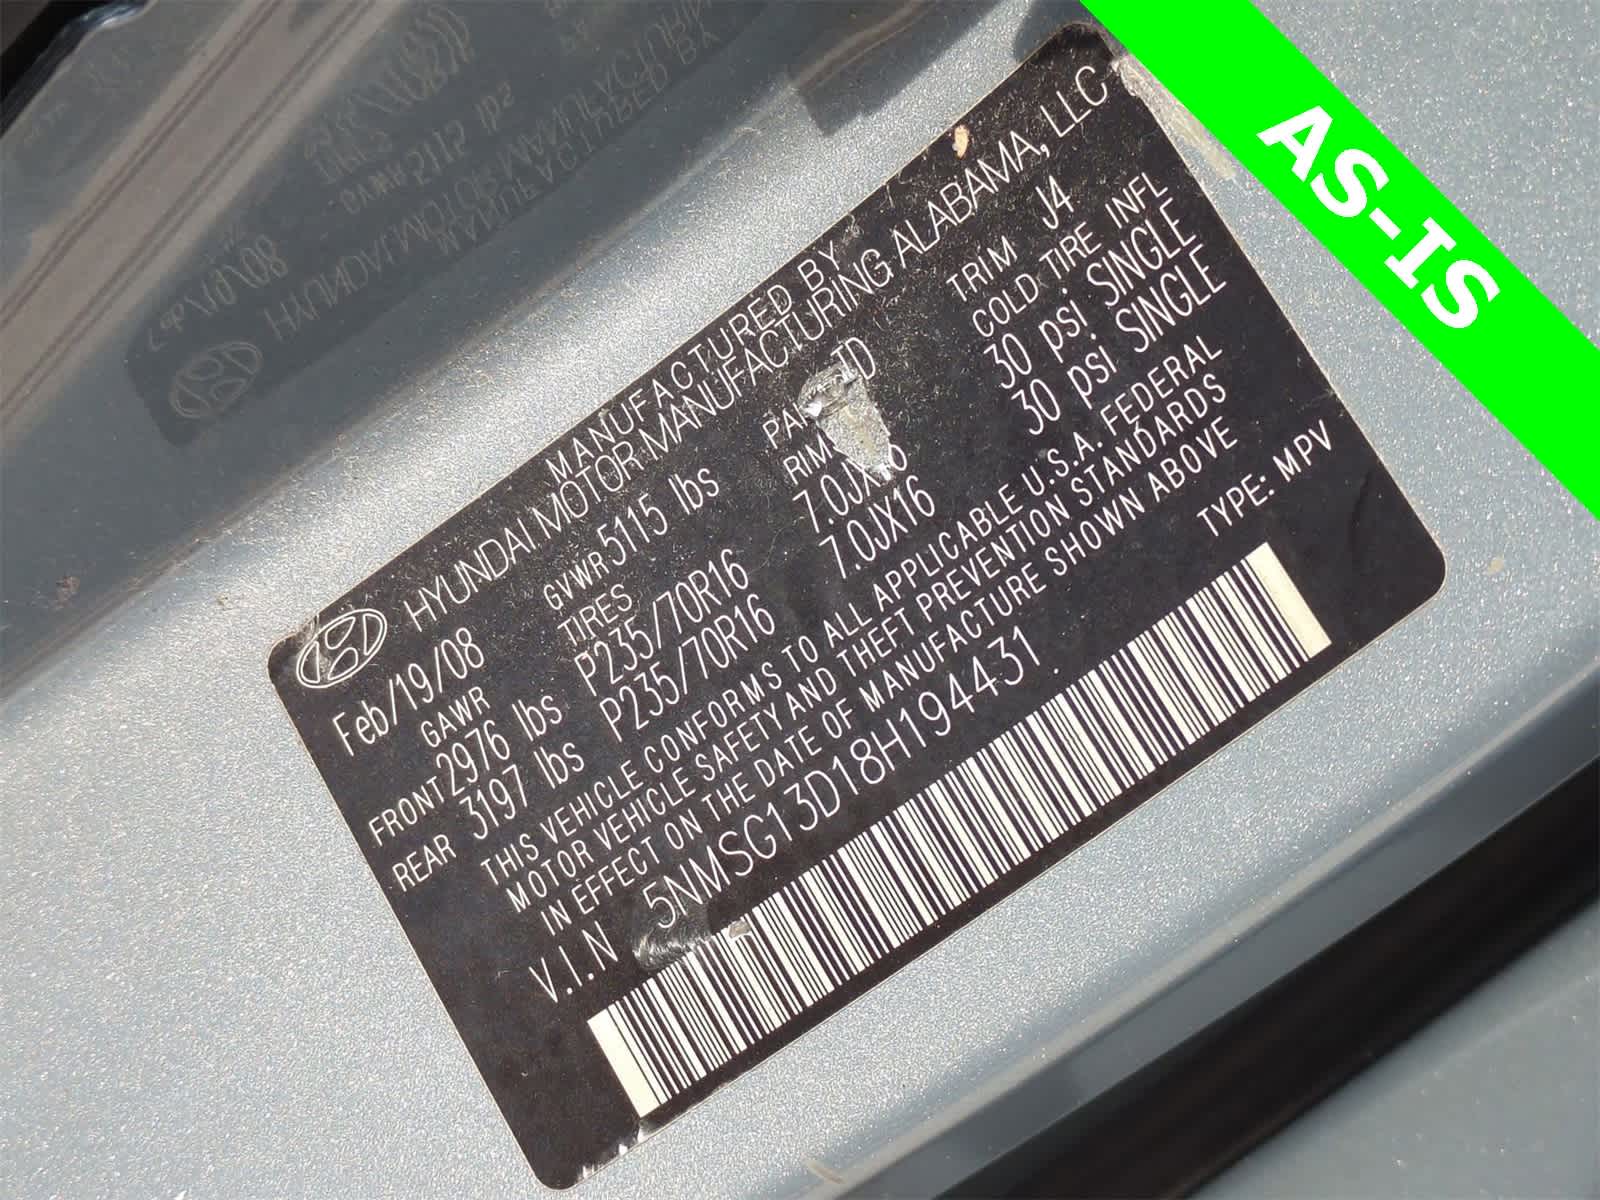 AS-IS
MANUFACTURED BY
HYUNDAI MOTOR MANUFACTURING ALABAMA, LLC
Feb/19/08 GVWR 5115 lbs TRIM J4
GAWR TIRES RIM COLD TIRE INFL
FRONT 2976 lbs P235/70R16 7.0JX16 30 psi SINGLE
REAR 3197 lbs P235/70R16 7.0JX16 30 psi SINGLE
THIS VEHICLE CONFORMS TO ALL APPLICABLE U.S.A. FEDERAL
MOTOR VEHICLE SAFETY AND THEFT PREVENTION STANDARDS
IN EFFECT ON THE DATE OF MANUFACTURE SHOWN ABOVE
V.I.N 5NMSG13D18H194431. TYPE: MPV